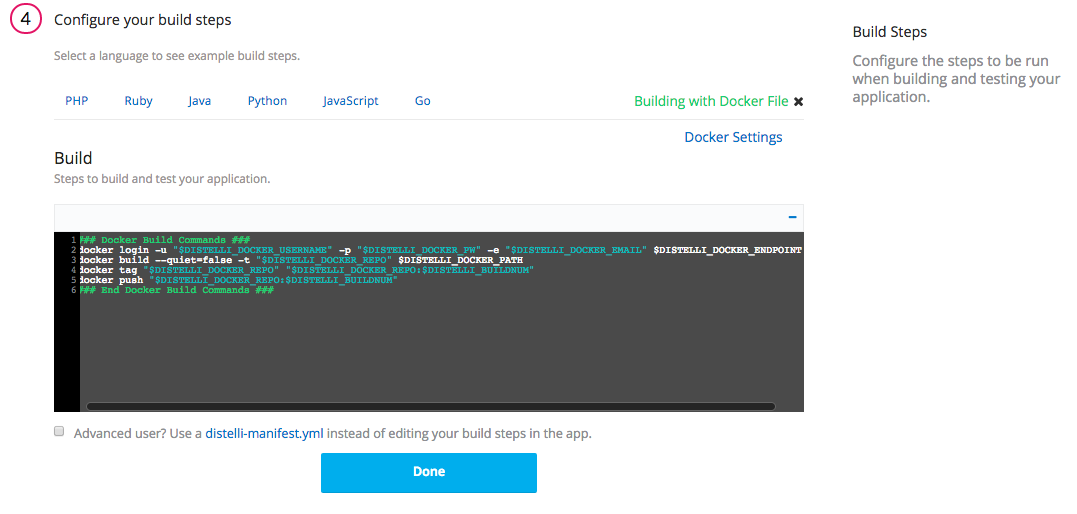 4 Configure your build steps
Select a language to see example build steps.
PHP Ruby Java Python JavaScript Go Building with Docker File ✖
Docker Settings
Build
Steps to build and test your application.
1 ### Docker Build Commands ###
2 docker login -u "$DISTELLI_DOCKER_USERNAME" -p "$DISTELLI_DOCKER_PW" -e "$DISTELLI_DOCKER_EMAIL" $DISTELLI_DOCKER_ENDPOINT
3 docker build --quiet=false -t "$DISTELLI_DOCKER_REPO" $DISTELLI_DOCKER_PATH
4 docker tag "$DISTELLI_DOCKER_REPO" "$DISTELLI_DOCKER_REPO:$DISTELLI_BUILDNUM"
5 docker push "$DISTELLI_DOCKER_REPO:$DISTELLI_BUILDNUM"
6 ### End Docker Build Commands ###
Advanced user? Use a distelli-manifest.yml instead of editing your build steps in the app.
Done
Build Steps
Configure the steps to be run
when building and testing your
application.